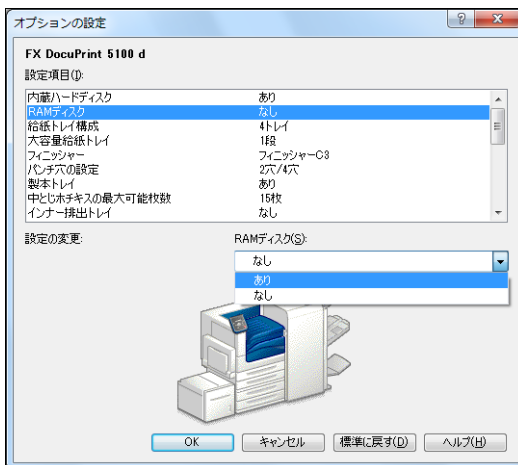 オプションの設定
FX DocuPrint 5100 d
設定項目(I):
内蔵ハードディスク あり
RAMディスク なし
給紙トレイ構成 4トレイ
大容量給紙トレイ 1段
フィニッシャー フィニッシャーC3
パンチ穴の設定 2穴/4穴
製本トレイ あり
中とじホチキスの最大可能枚数 15枚
インナー排出トレイ なし
設定の変更: RAMディスク(S):
なし
あり
なし
OK キャンセル 標準に戻す(D) ヘルプ(H)